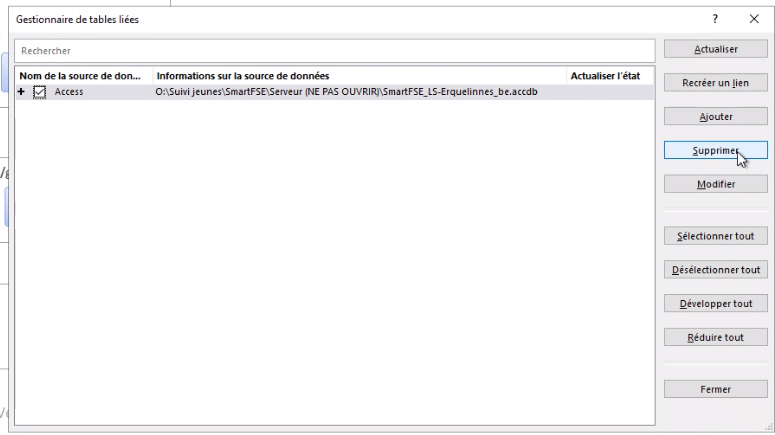 Gestionnaire de tables liées
? ✕
Rechercher
Nom de la source de don... Informations sur la source de données Actualiser l'état
+ Access O:\Suivi jeunes\SmartFSE\Serveur (NE PAS OUVRIR)\SmartFSE_LS-Erquelinnes_be.accdb
Actualiser
Recréer un lien
Ajouter
Supprimer
Modifier
Sélectionner tout
Désélectionner tout
Développer tout
Réduire tout
Fermer